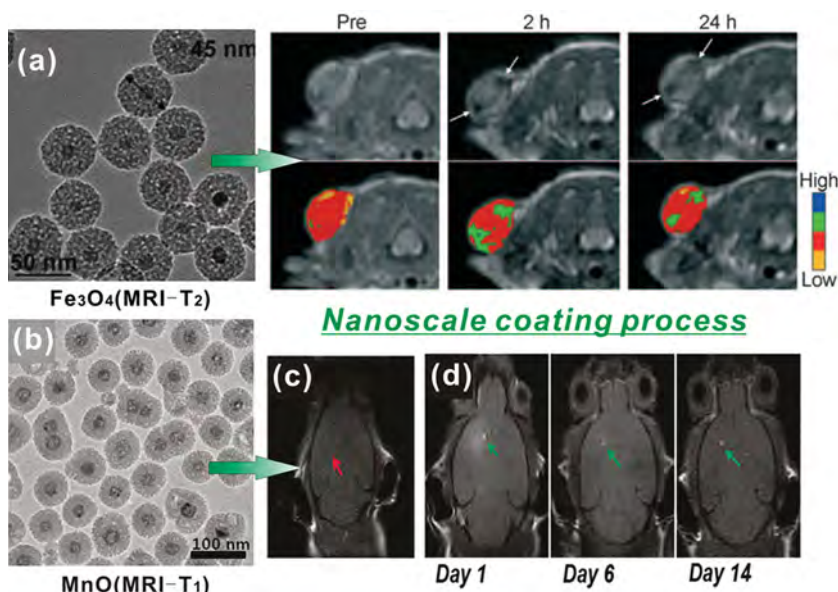 (a)
45 nm
50 nm
Fe3O4(MRI-T2)
Pre
2 h
24 h
High
Low
Nanoscale coating process
(b)
100 nm
MnO(MRI-T1)
(c)
(d)
Day 1
Day 6
Day 14